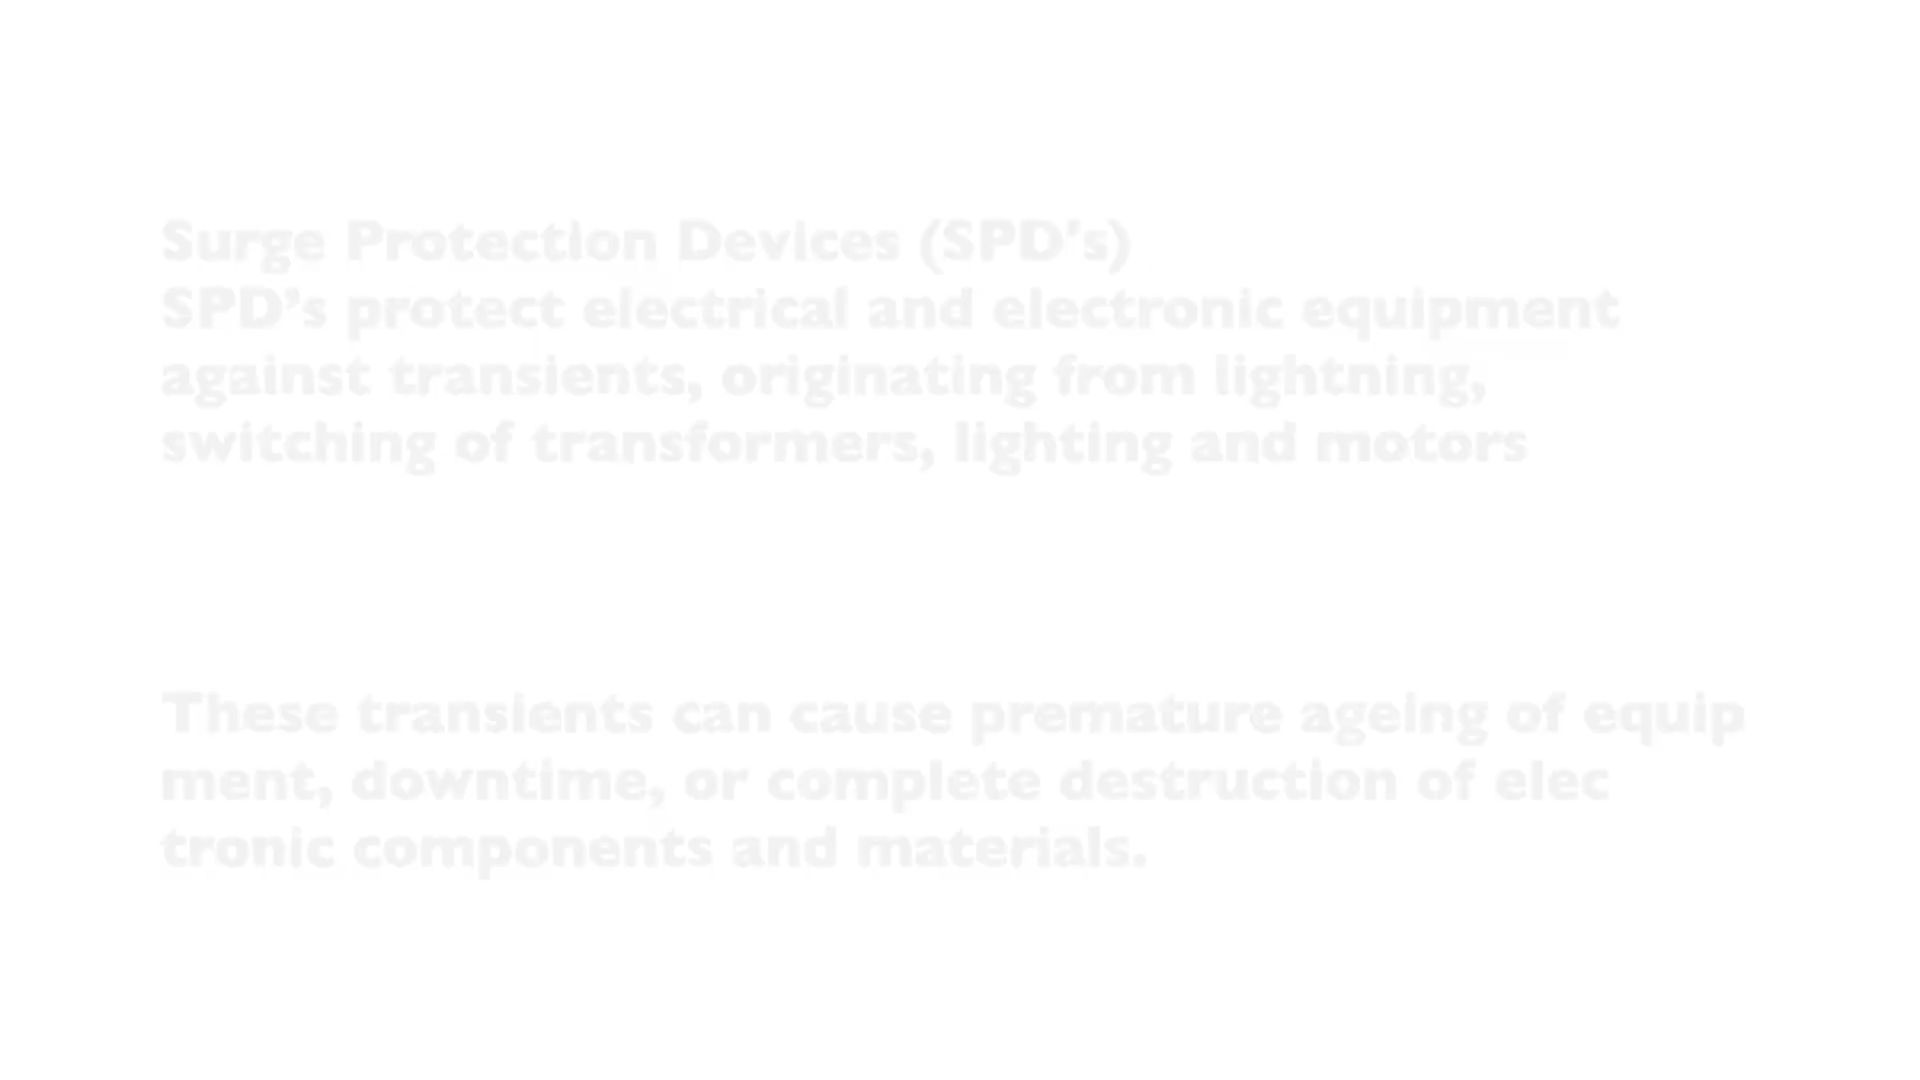 Surge Protection Devices (SPD’s)
SPD’s protect electrical and electronic equipment
against transients, originating from lightning,
switching of transformers, lighting and motors
These transients can cause premature ageing of equip
ment, downtime, or complete destruction of elec
tronic components and materials.